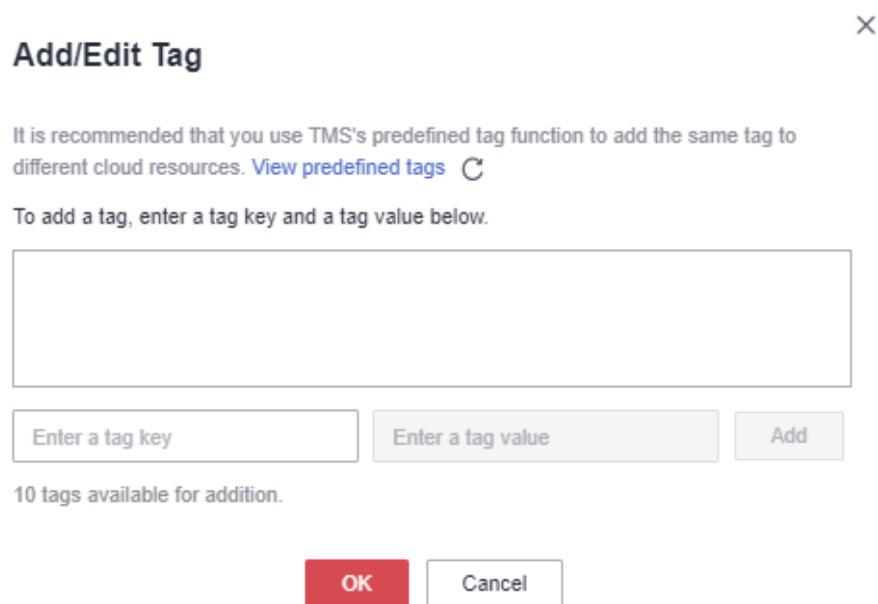 Add/Edit Tag
It is recommended that you use TMS's predefined tag function to add the same tag to
different cloud resources. View predefined tags
To add a tag, enter a tag key and a tag value below.
Enter a tag key
Enter a tag value
Add
10 tags available for addition.
OK
Cancel